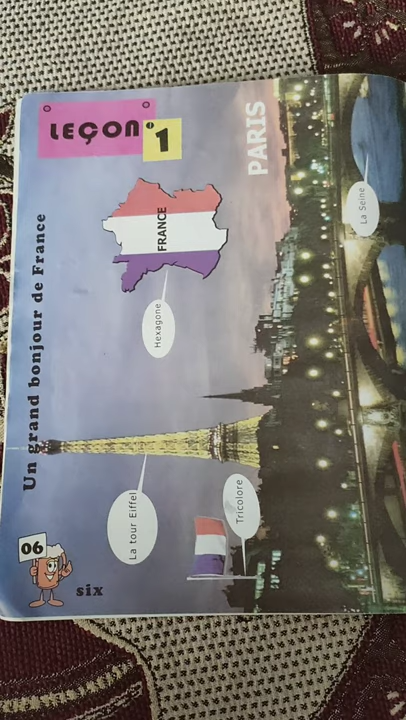 LEÇON
1
Un grand bonjour de France
PARIS
FRANCE
Hexagone
La Seine
La tour Eiffel
Tricolore
06
six